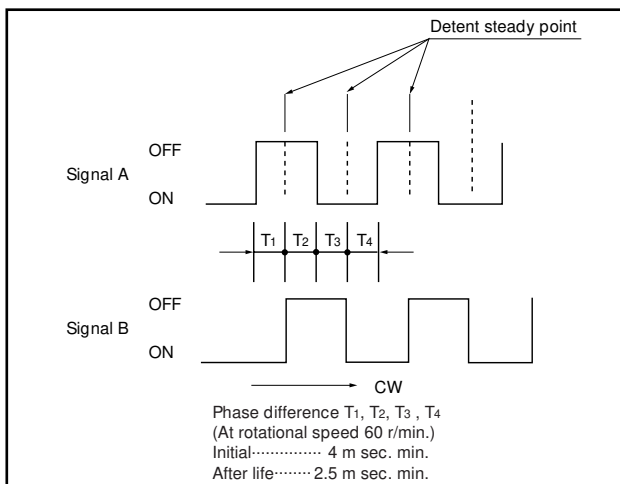 Detent steady point
OFF
Signal A
ON
T1 T2 T3 T4
OFF
Signal B
ON
CW
Phase difference T1, T2, T3 , T4
(At rotational speed 60 r/min.)
Initial··············· 4 m sec. min.
After life········ 2.5 m sec. min.